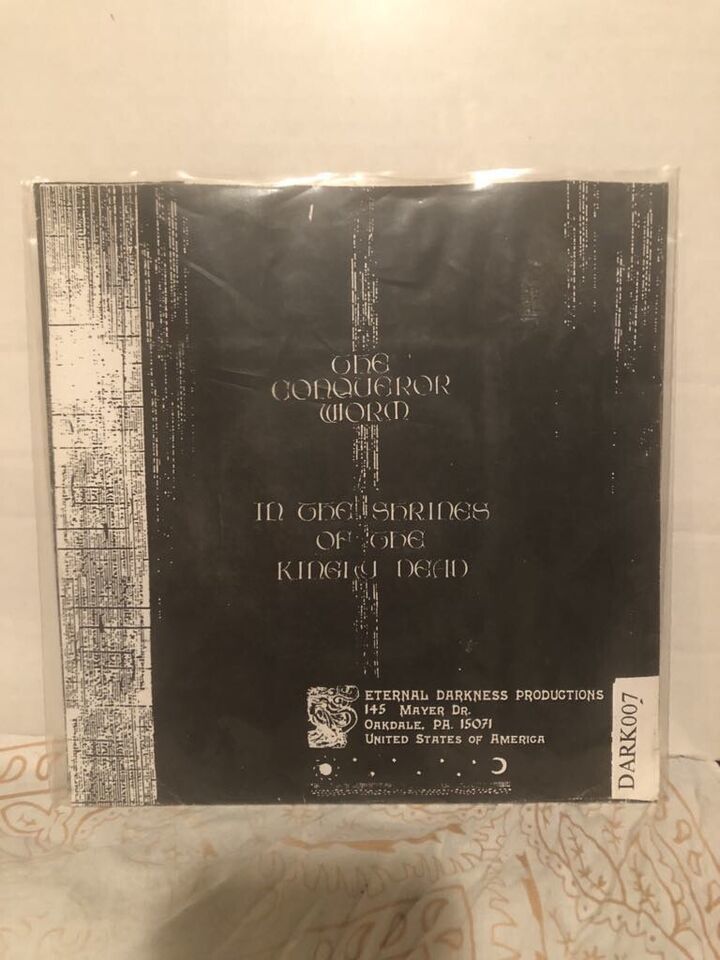 THE
CONQUEROR
WORM
IN THE SHRINES
OF THE
KINGLY DEAD
ETERNAL DARKNESS PRODUCTIONS
145 MAYER DR.
OAKDALE, PA. 15071
UNITED STATES OF AMERICA
DARK007